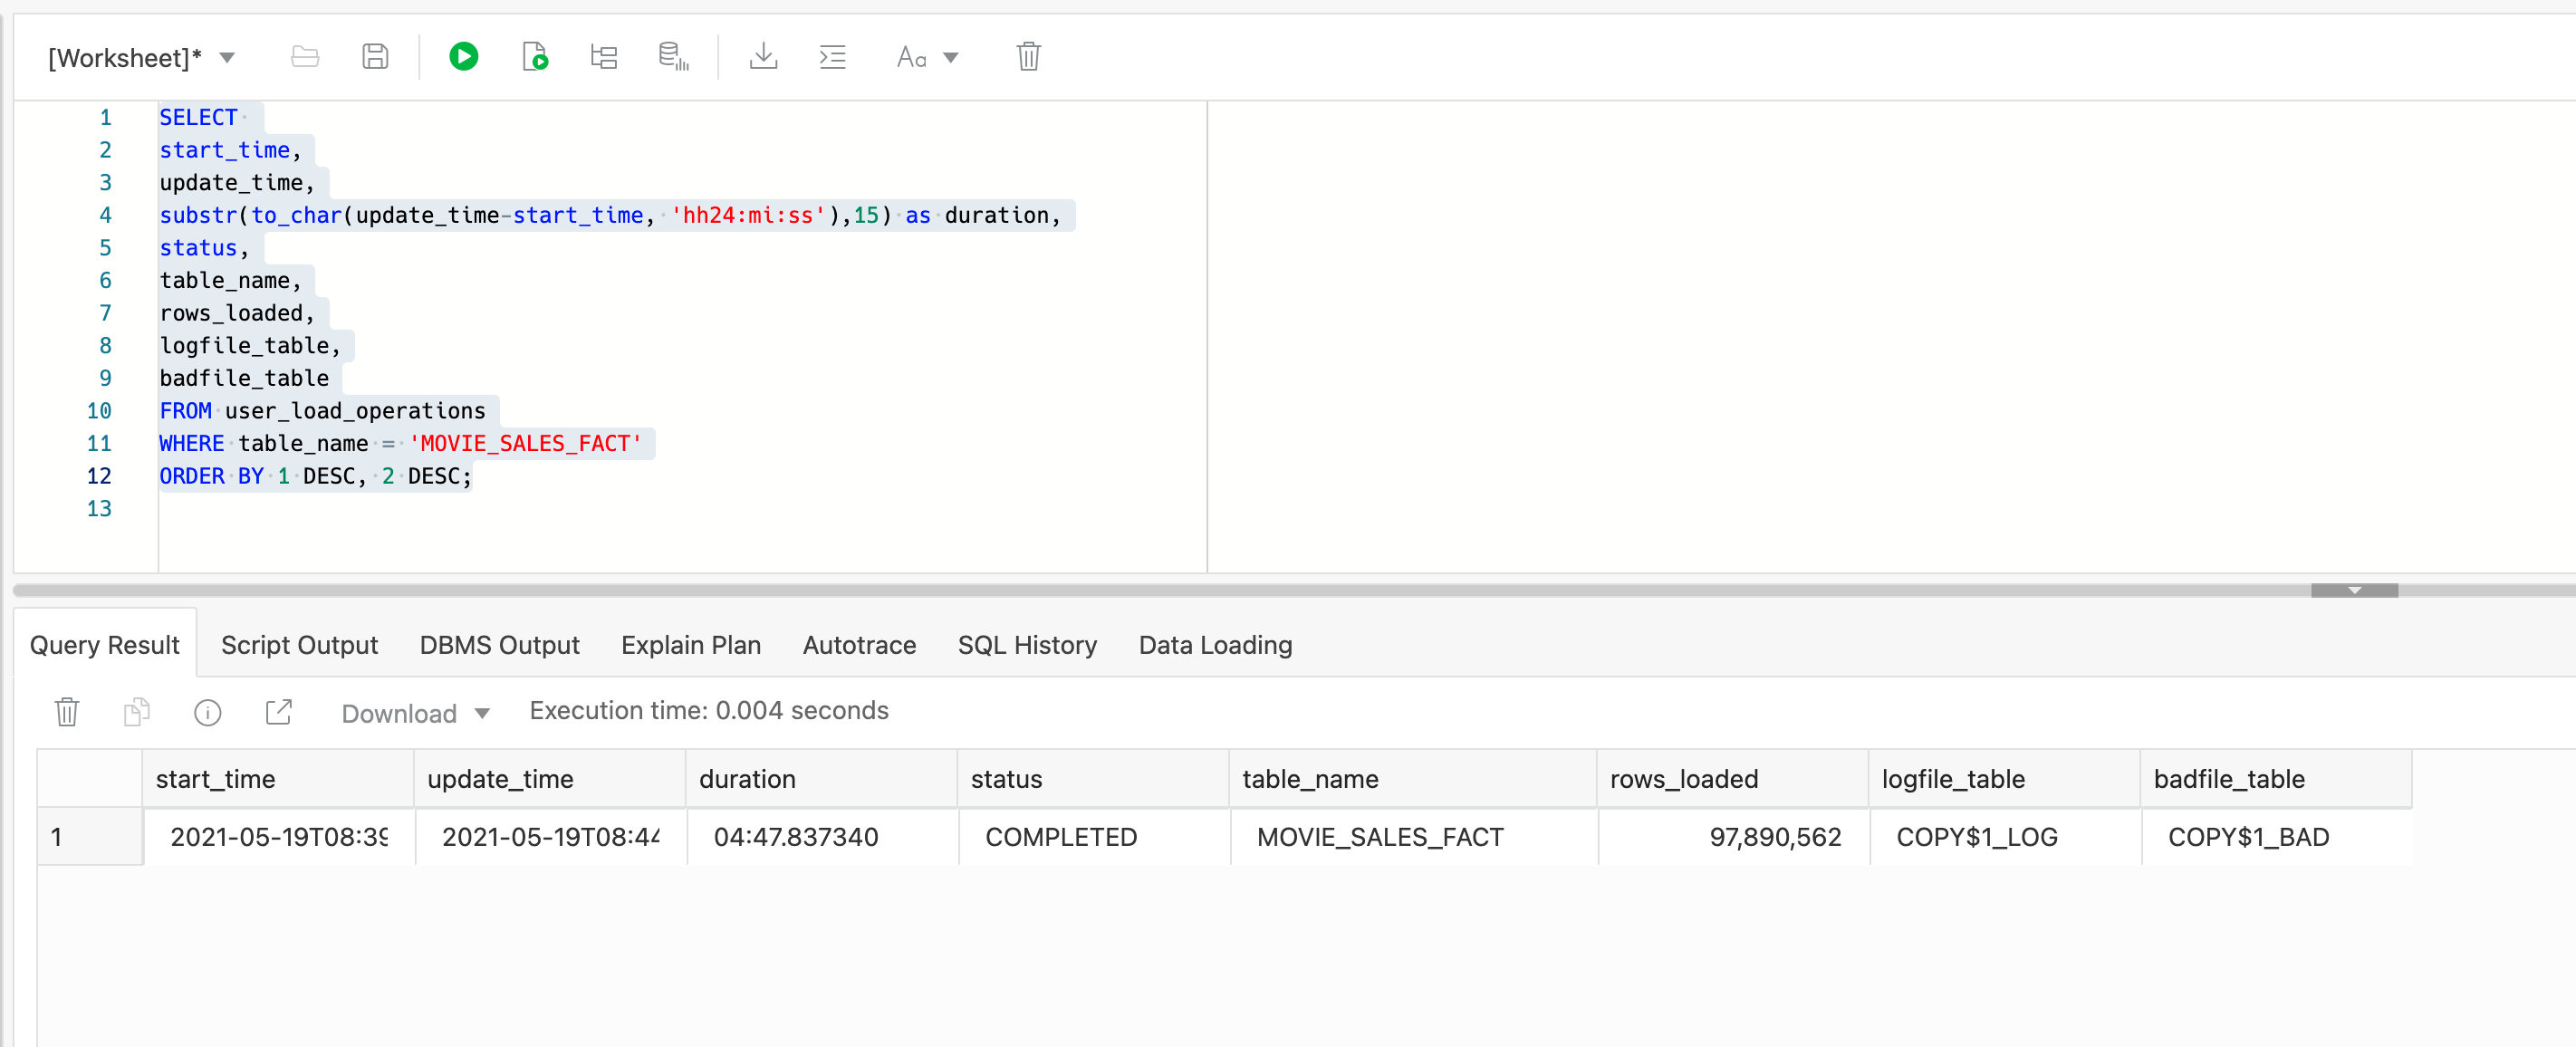 [Worksheet]*
Aa
1 SELECT
2 start_time,
3 update_time,
4 substr(to_char(update_time-start_time, 'hh24:mi:ss'),15) as duration,
5 status,
6 table_name,
7 rows_loaded,
8 logfile_table,
9 badfile_table
10 FROM user_load_operations
11 WHERE table_name = 'MOVIE_SALES_FACT'
12 ORDER BY 1 DESC, 2 DESC;
13
Query Result Script Output DBMS Output Explain Plan Autotrace SQL History Data Loading
Download Execution time: 0.004 seconds
start_time update_time duration status table_name rows_loaded logfile_table badfile_table
1 2021-05-19T08:39 2021-05-19T08:44 04:47.837340 COMPLETED MOVIE_SALES_FACT 97,890,562 COPY$1_LOG COPY$1_BAD